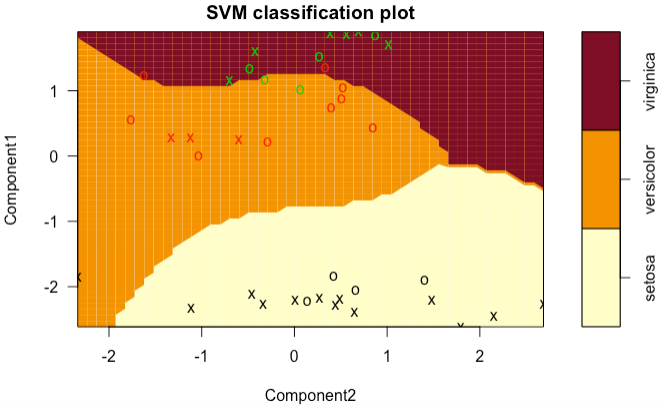 SVM classification plot
Component1
1
0
-1
-2
-2
-1
0
1
2
Component2
virginica
versicolor
setosa